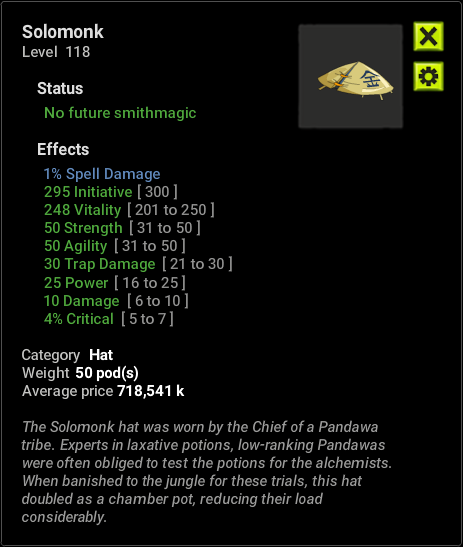 Solomonk
Level 118
Status
No future smithmagic
Effects
1% Spell Damage
295 Initiative [ 300 ]
248 Vitality [ 201 to 250 ]
50 Strength [ 31 to 50 ]
50 Agility [ 31 to 50 ]
30 Trap Damage [ 21 to 30 ]
25 Power [ 16 to 25 ]
10 Damage [ 6 to 10 ]
4% Critical [ 5 to 7 ]
Category Hat
Weight 50 pod(s)
Average price 718,541 k
The Solomonk hat was worn by the Chief of a Pandawa
tribe. Experts in laxative potions, low-ranking Pandawas
were often obliged to test the potions for the alchemists.
When banished to the jungle for these trials, this hat
doubled as a chamber pot, reducing their load
considerably.